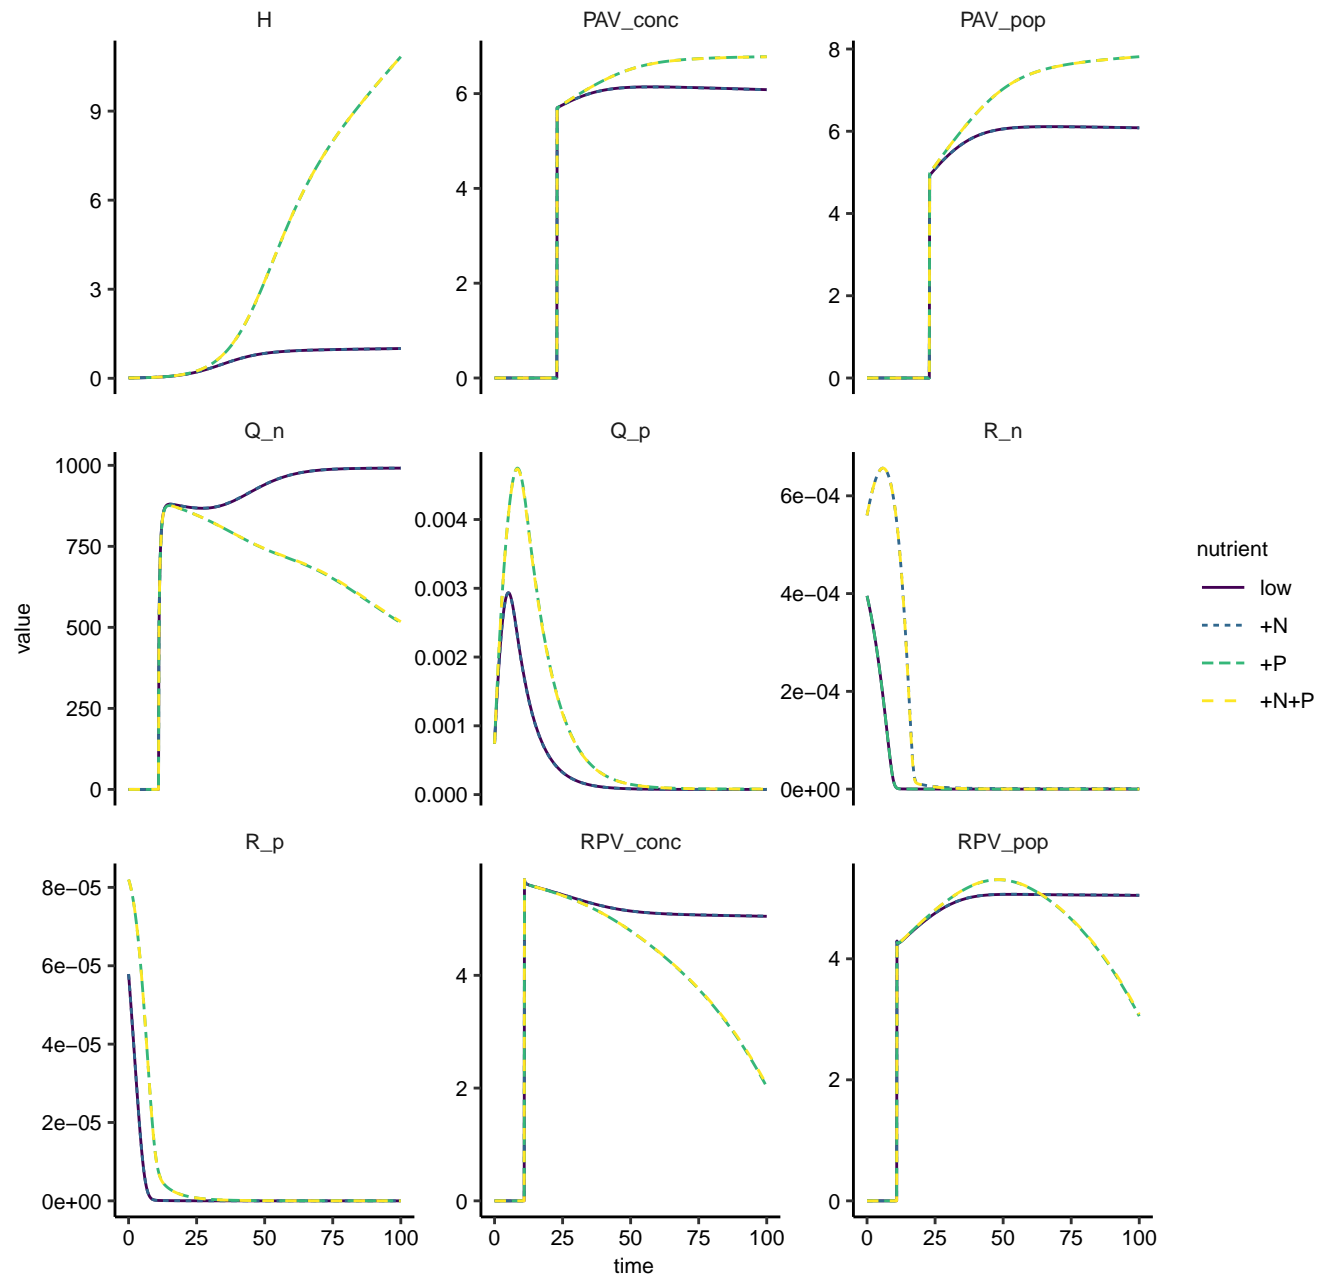 H PAV_conc PAV_pop
9
6
3
0
6
4
2
0
8
6
4
2
0
Q_n Q_p R_n
1000
750
500
250
0
0.004
0.003
0.002
0.001
0.000
6e−04
4e−04
2e−04
0e+00
R_p RPV_conc RPV_pop
8e−05
6e−05
4e−05
2e−05
0e+00
4
2
0
4
2
0
0 25 50 75 100 0 25 50 75 100 0 25 50 75 100
time
value
nutrient
low
+N
+P
+N+P